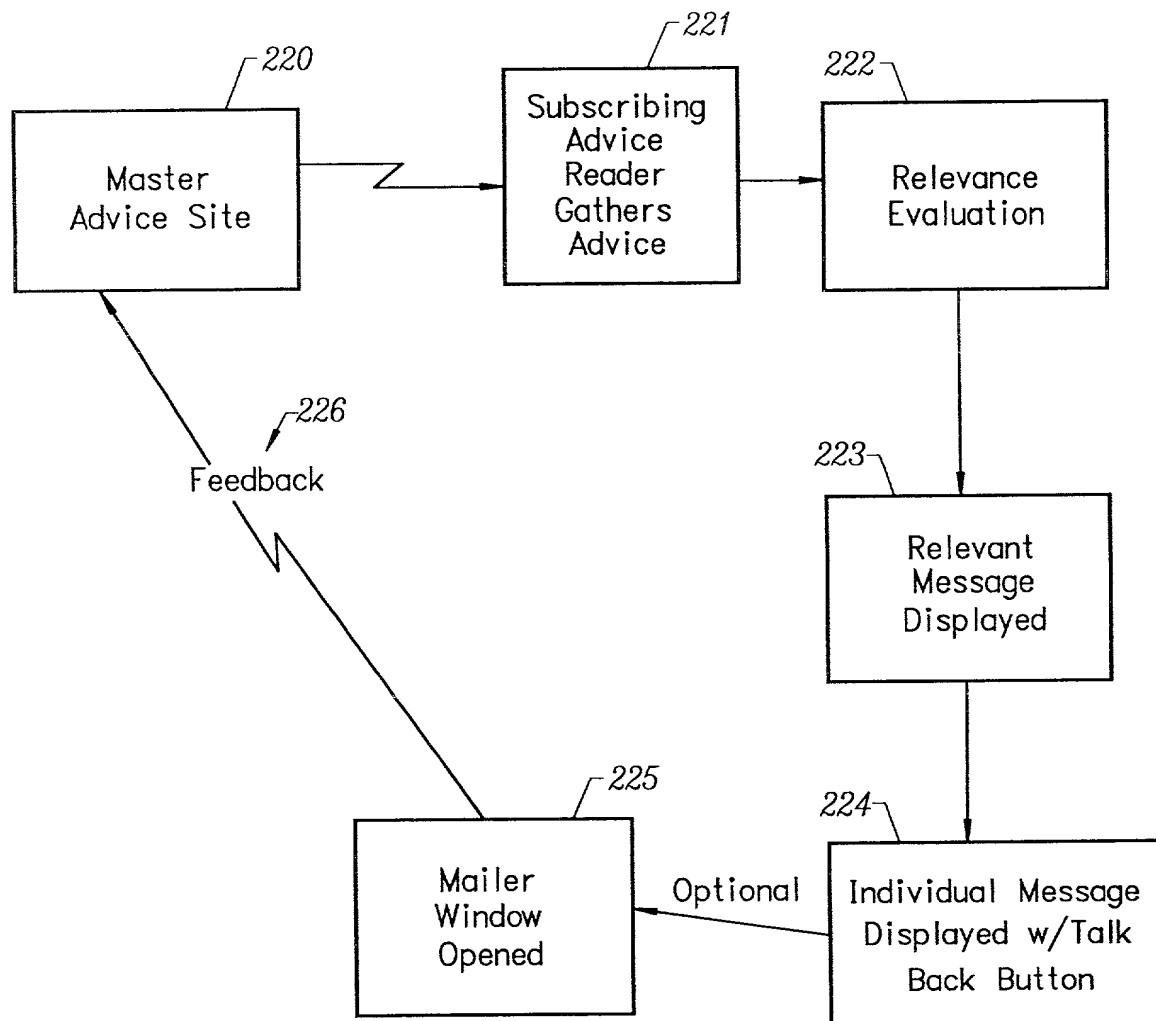 220
Master
Advice Site
221
Subscribing
Advice
Reader
Gathers
Advice
222
Relevance
Evaluation
223
Relevant
Message
Displayed
224
Individual Message
Displayed w/Talk
Back Button
Optional
225
Mailer
Window
Opened
226
Feedback